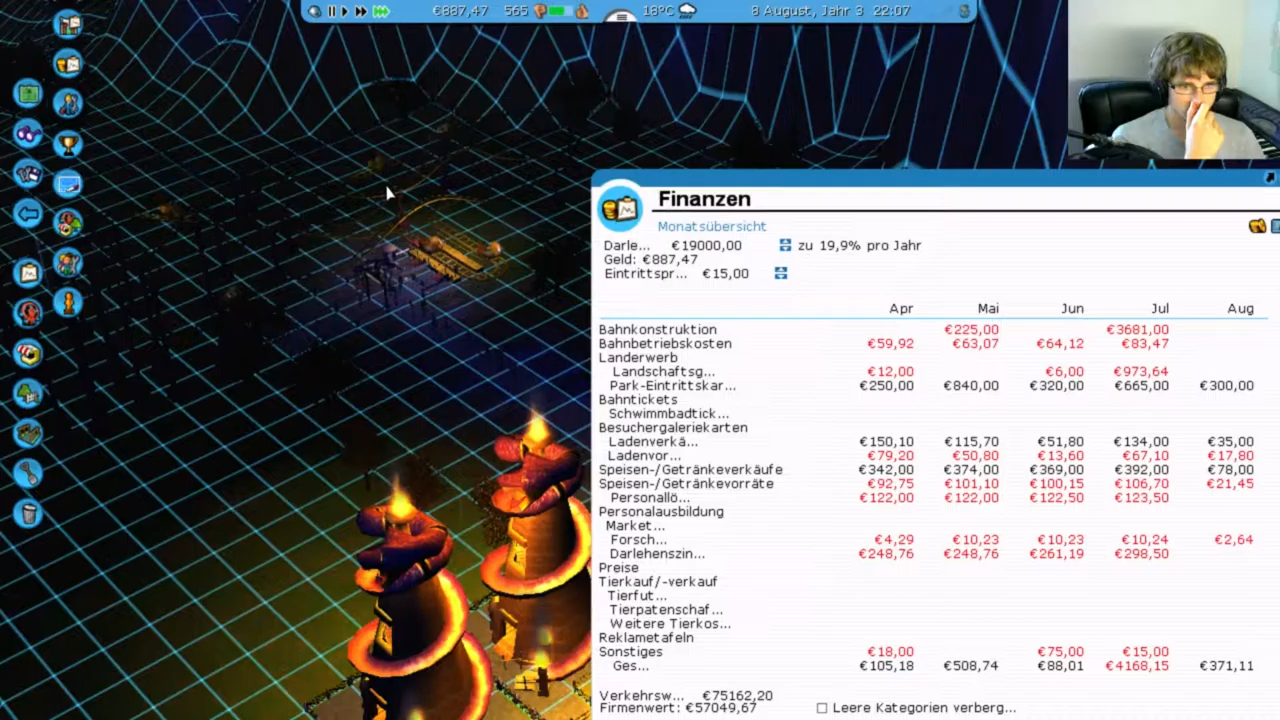 €887,47 565 18°C 8 August, Jahr 3 22:07
Finanzen
Monatsübersicht
Darle... €19000,00 zu 19,9% pro Jahr
Geld: €887,47
Eintrittspr... €15,00
Apr Mai Jun Jul Aug
Bahnkonstruktion €225,00 €3681,00
Bahnbetriebskosten €59,92 €63,07 €64,12 €83,47
Landerwerb
Landschaftsg... €12,00 €6,00 €973,64
Park-Eintrittskar... €250,00 €840,00 €320,00 €665,00 €300,00
Bahntickets
Schwimmbadtick...
Besuchergaleriekarten
Ladenverkä... €150,10 €115,70 €51,80 €134,00 €35,00
Ladenvor... €79,20 €50,80 €13,60 €67,10 €17,80
Speisen-/Getränkeverkäufe €342,00 €374,00 €369,00 €392,00 €78,00
Speisen-/Getränkevorräte €92,75 €101,10 €100,15 €106,70 €21,45
Personallö... €122,00 €122,00 €122,50 €123,50
Personalausbildung
Market...
Forsch... €4,29 €10,23 €10,23 €10,24 €2,64
Darlehenszin... €248,76 €248,76 €261,19 €298,50
Preise
Tierkauf/-verkauf
Tierfut...
Tierpatenschaf...
Weitere Tierkos...
Reklametafeln
Sonstiges €18,00 €75,00 €15,00
Ges... €105,18 €508,74 €88,01 €4168,15 €371,11
Verkehrsw... €75162,20
Firmenwert: €57049,67 Leere Kategorien verberg...